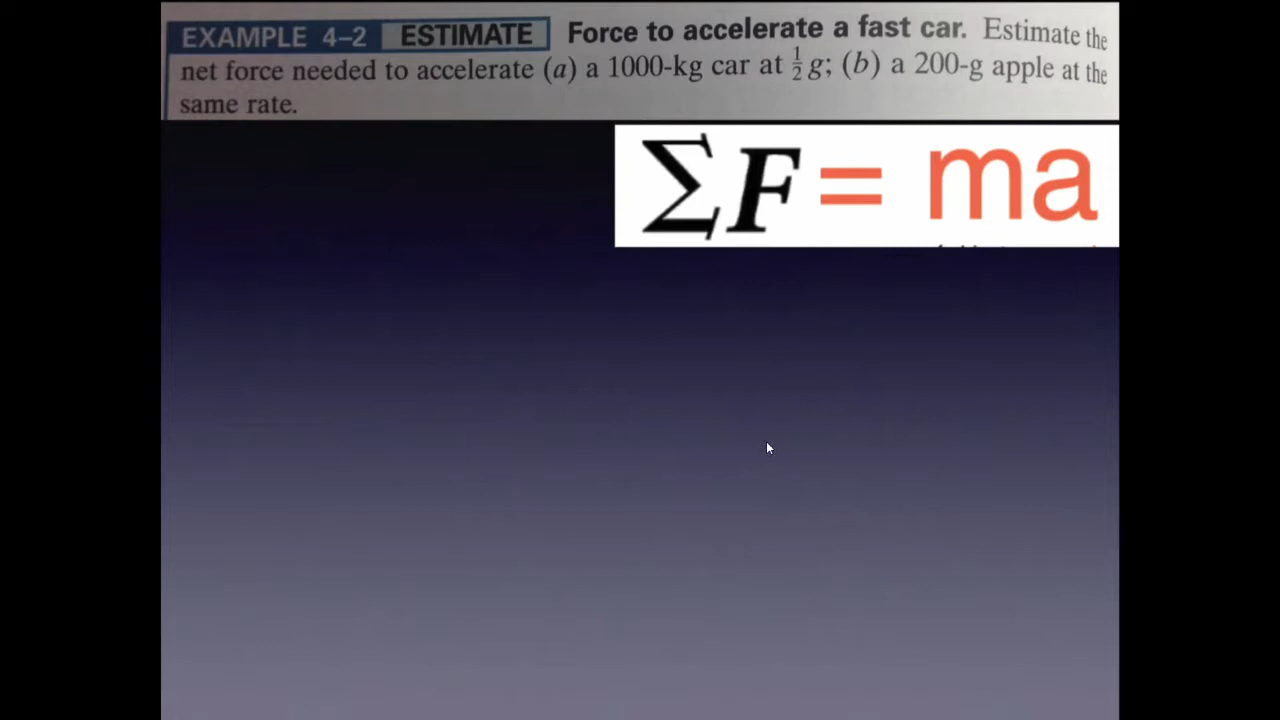 EXAMPLE 4–2 ESTIMATE Force to accelerate a fast car. Estimate the
net force needed to accelerate (a) a 1000-kg car at ½ g; (b) a 200-g apple at the
same rate.
ΣF = ma